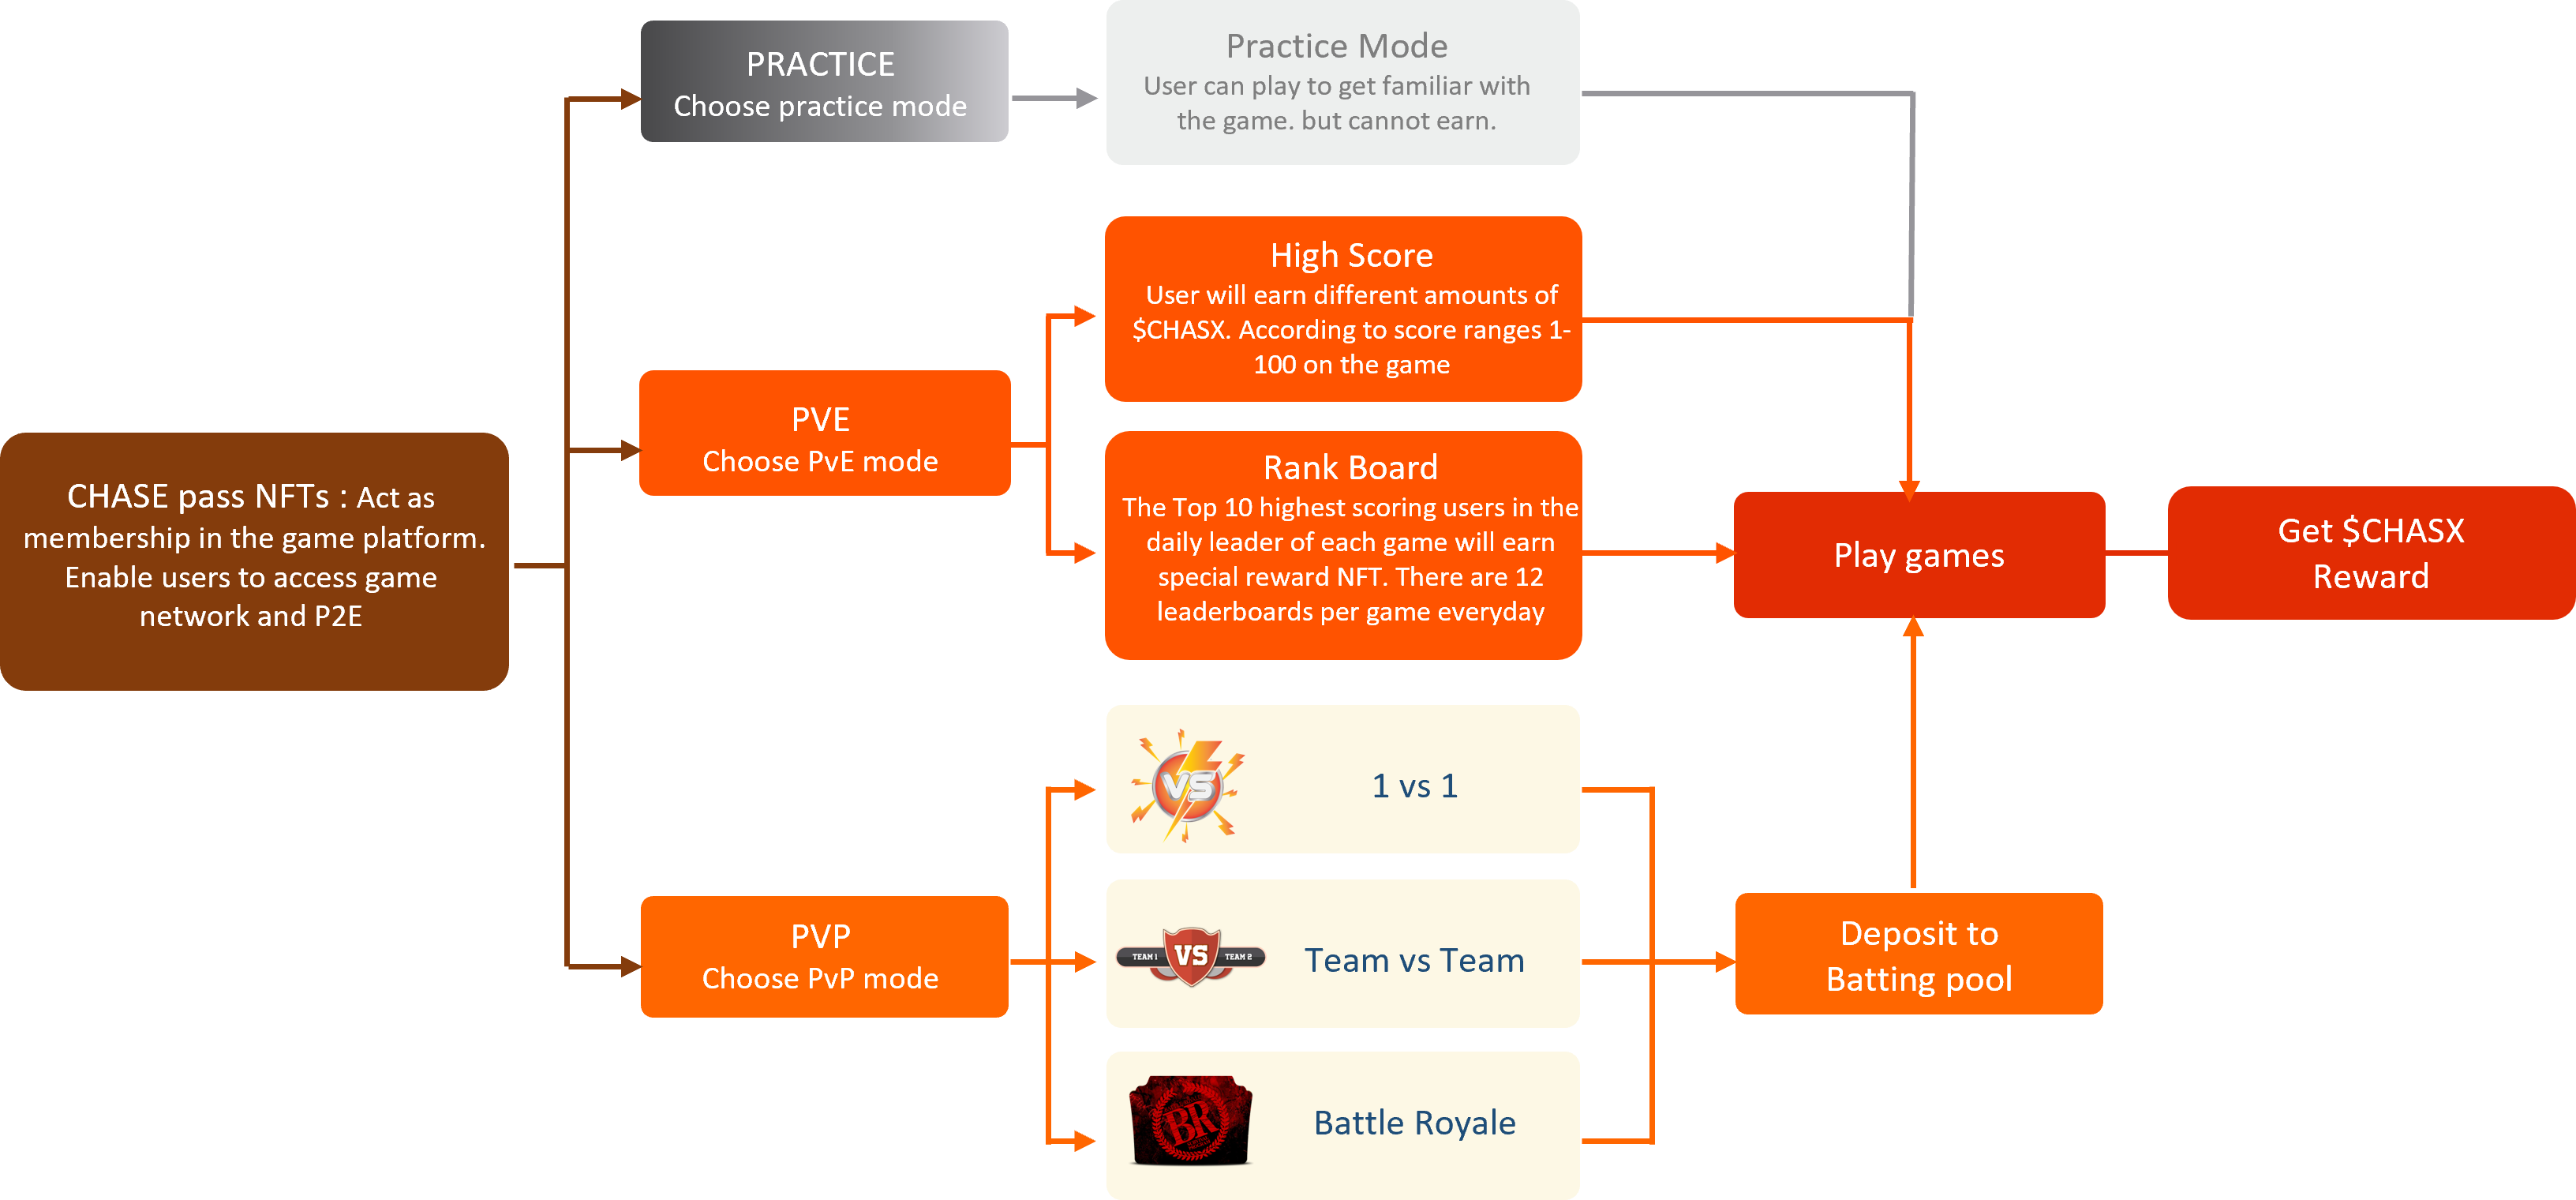 PRACTICE
Choose practice mode
Practice Mode
User can play to get familiar with
the game. but cannot earn.
High Score
User will earn different amounts of
$CHASX. According to score ranges 1-
100 on the game
PVE
Choose PvE mode
Rank Board
The Top 10 highest scoring users in the
daily leader of each game will earn
special reward NFT. There are 12
leaderboards per game everyday
CHASE pass NFTs : Act as
membership in the game platform.
Enable users to access game
network and P2E
Play games
Get $CHASX
Reward
VS
1 vs 1
PVP
Choose PvP mode
TEAM 1 VS TEAM 2
Team vs Team
Deposit to
Batting pool
BR
Battle Royale